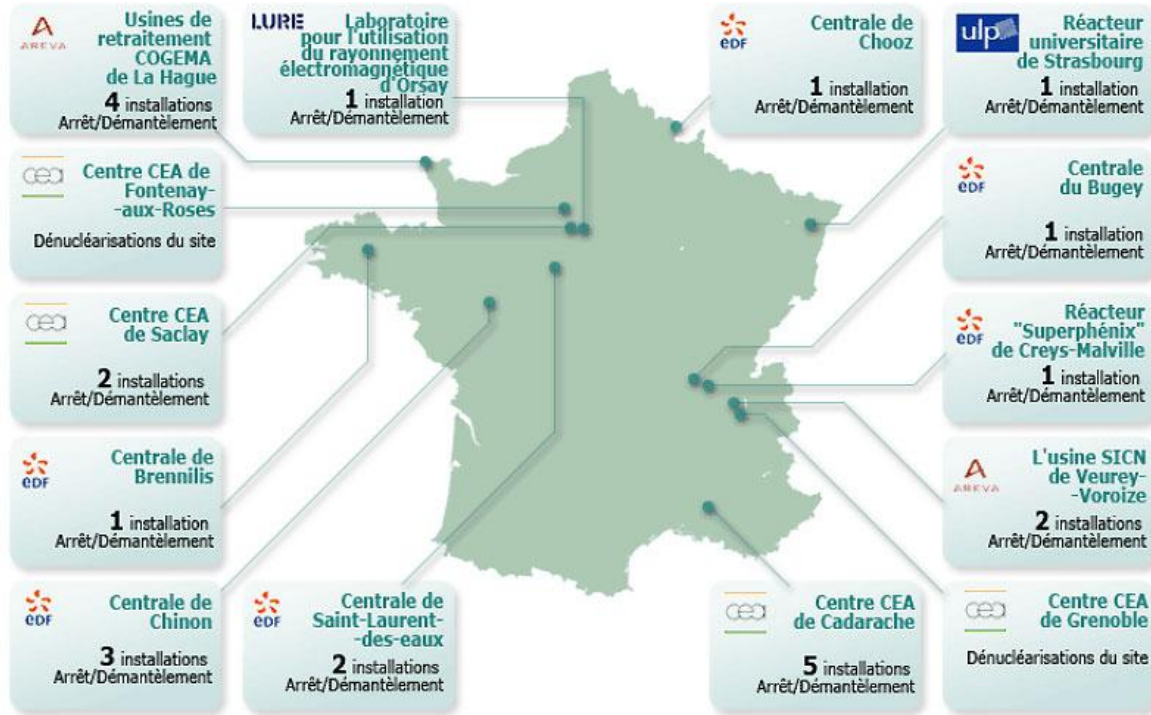 AREVA
Usines de
retraitement
COGEMA
de La Hague
4 installations
Arrêt/Démantèlement
LURE
Laboratoire
pour l'utilisation
du rayonnement
électromagnétique
d'Orsay
1 installation
Arrêt/Démantèlement
eDF
Centrale de
Chooz
1 installation
Arrêt/Démantèlement
ulp
Réacteur
universitaire
de Strasbourg
1 installation
Arrêt/Démantèlement
cea
Centre CEA de
Fontenay-
-aux-Roses
Dénucléarisations du site
eDF
Centrale
du Bugey
1 installation
Arrêt/Démantèlement
cea
Centre CEA
de Saclay
2 installations
Arrêt/Démantèlement
eDF
Réacteur
"Superphénix"
de Creys-Malville
1 installation
Arrêt/Démantèlement
eDF
Centrale de
Brennilis
1 installation
Arrêt/Démantèlement
AREVA
L'usine SICN
de Veurey-
-Voroize
2 installations
Arrêt/Démantèlement
eDF
Centrale de
Chinon
3 installations
Arrêt/Démantèlement
eDF
Centrale de
Saint-Laurent-
-des-eaux
2 installations
Arrêt/Démantèlement
cea
Centre CEA
de Cadarache
5 installations
Arrêt/Démantèlement
cea
Centre CEA
de Grenoble
Dénucléarisations du site